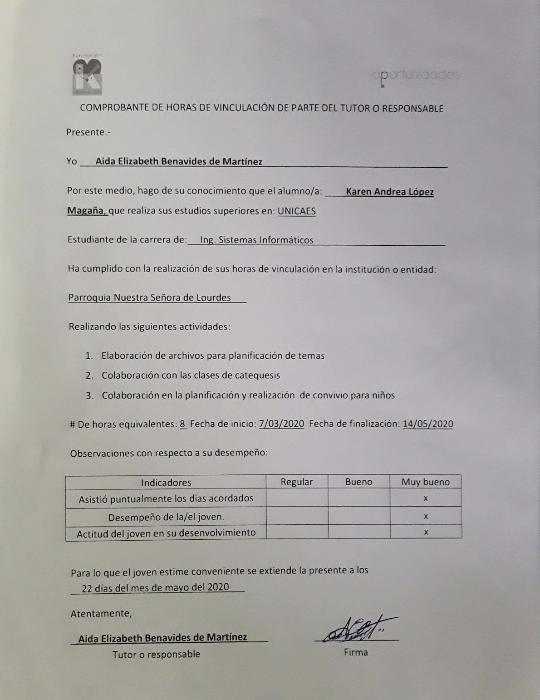 oportunidades
COMPROBANTE DE HORAS DE VINCULACIÓN DE PARTE DEL TUTOR O RESPONSABLE
Presente.-
Yo Aida Elizabeth Benavides de Martínez
Por este medio, hago de su conocimiento que el alumno/a: Karen Andrea López
Magaña, que realiza sus estudios superiores en: UNICAES
Estudiante de la carrera de: Ing. Sistemas Informáticos
Ha cumplido con la realización de sus horas de vinculación en la institución o entidad:
Parroquia Nuestra Señora de Lourdes
Realizando las siguientes actividades:
1. Elaboración de archivos para planificación de temas
2. Colaboración con las clases de catequesis
3. Colaboración en la planificación y realización de convivio para niños
# De horas equivalentes: 8 Fecha de inicio: 7/03/2020 Fecha de finalización: 14/05/2020
Observaciones con respecto a su desempeño:
Indicadores Regular Bueno Muy bueno
Asistió puntualmente los días acordados x
Desempeño de la/el joven. x
Actitud del joven en su desenvolvimiento x
Para lo que el joven estime conveniente se extiende la presente a los
22 días del mes de mayo del 2020
Atentamente,
Aida Elizabeth Benavides de Martínez
Tutor o responsable Firma